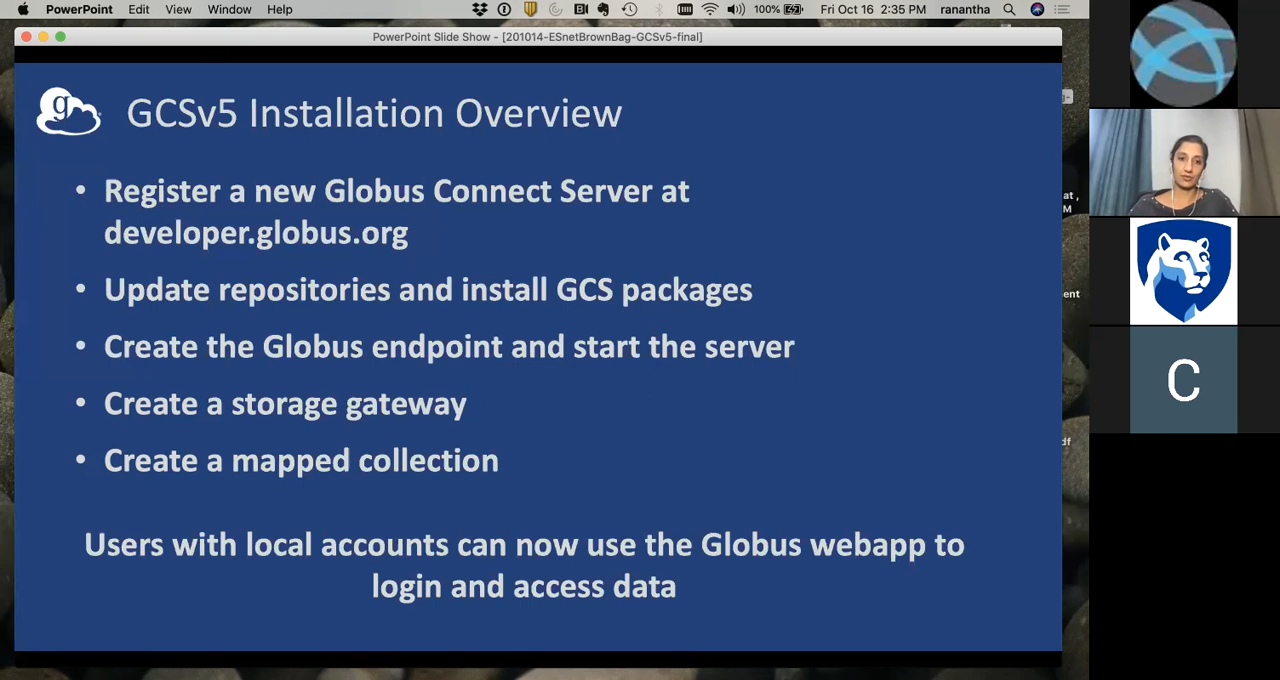 PowerPoint Edit View Window Help 100% Fri Oct 16 2:35 PM ranantha
PowerPoint Slide Show - [201014-ESnetBrownBag-GCSv5-final]
g
GCSv5 Installation Overview
• Register a new Globus Connect Server at
developer.globus.org
• Update repositories and install GCS packages
• Create the Globus endpoint and start the server
• Create a storage gateway
• Create a mapped collection
Users with local accounts can now use the Globus webapp to
login and access data
at ,
M
ent
df
C